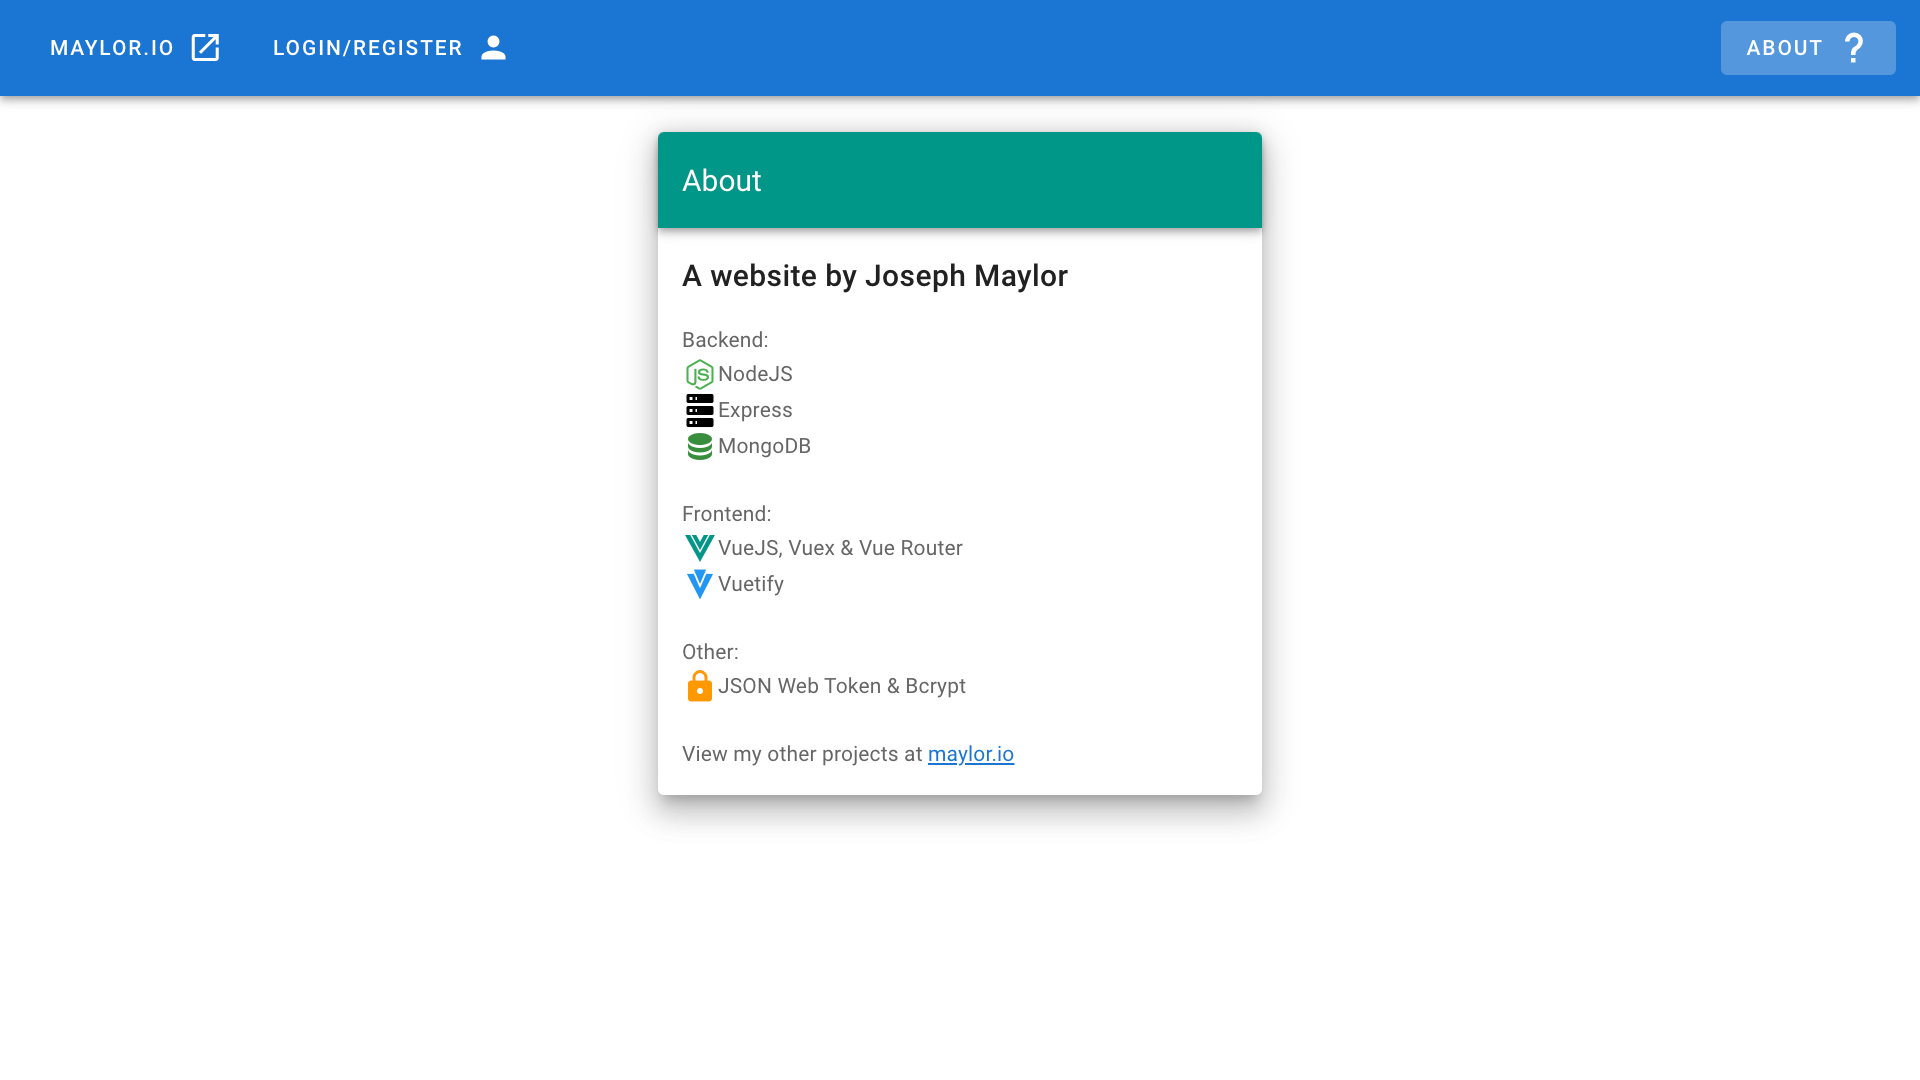 MAYLOR.IO
LOGIN/REGISTER
ABOUT ?
About
A website by Joseph Maylor
Backend:
NodeJS
Express
MongoDB
Frontend:
VueJS, Vuex & Vue Router
Vuetify
Other:
JSON Web Token & Bcrypt
View my other projects at maylor.io